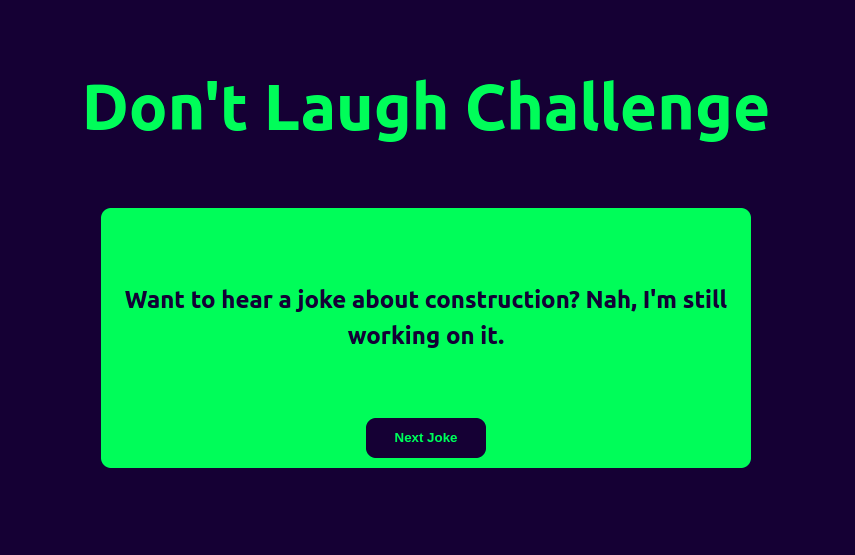 Don't Laugh Challenge
Want to hear a joke about construction? Nah, I'm still
working on it.
Next Joke